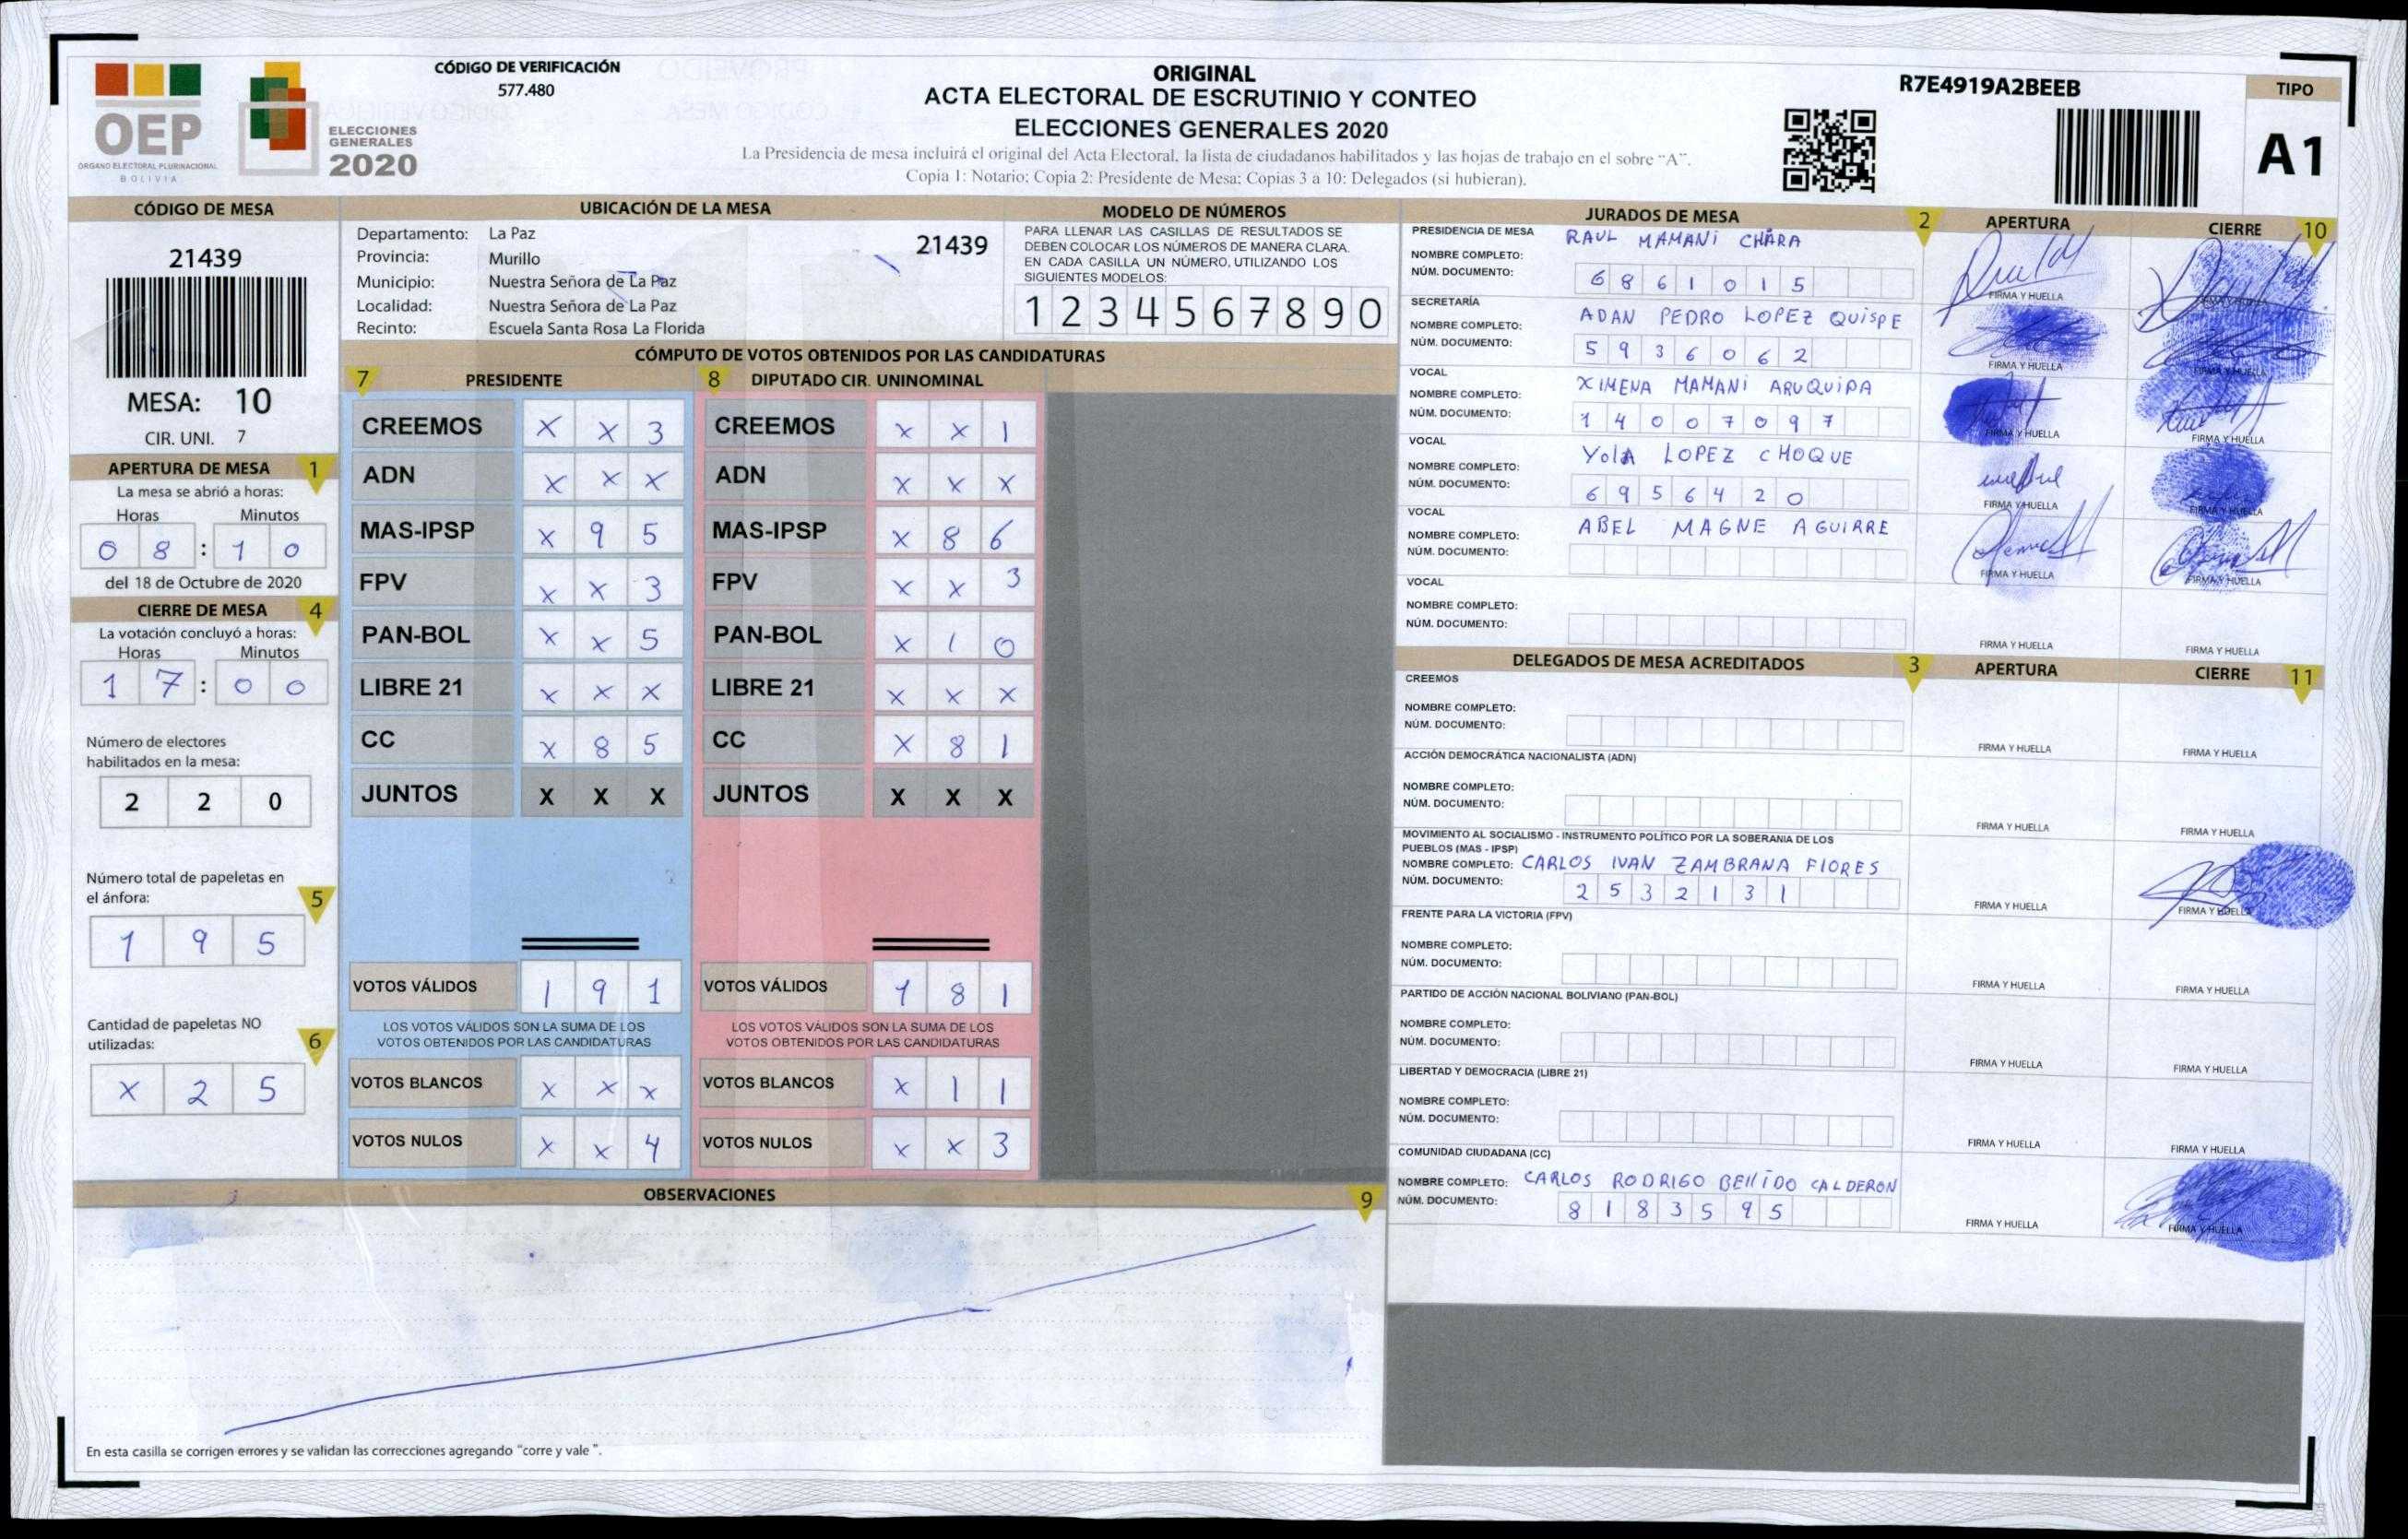 OEP
ÓRGANO ELECTORAL PLURINACIONAL
BOLIVIA
ELECCIONES
GENERALES
2020
CÓDIGO DE VERIFICACIÓN
577.480
ORIGINAL
ACTA ELECTORAL DE ESCRUTINIO Y CONTEO
ELECCIONES GENERALES 2020
La Presidencia de mesa incluirá el original del Acta Electoral, la lista de ciudadanos habilitados y las hojas de trabajo en el sobre "A".
Copia 1: Notario; Copia 2: Presidente de Mesa; Copias 3 a 10: Delegados (si hubieran).
R7E4919A2BEEB
TIPO
A1
CÓDIGO DE MESA
21439
MESA: 10
CIR. UNI. 7
APERTURA DE MESA 1
La mesa se abrió a horas:
Horas Minutos
0 8 : 1 0
del 18 de Octubre de 2020
CIERRE DE MESA 4
La votación concluyó a horas:
Horas Minutos
1 7 : 0 0
Número de electores
habilitados en la mesa:
2 2 0
Número total de papeletas en
el ánfora: 5
1 9 5
Cantidad de papeletas NO
utilizadas: 6
X 2 5
UBICACIÓN DE LA MESA
Departamento: La Paz
21439
Provincia: Murillo
Municipio: Nuestra Señora de La Paz
Localidad: Nuestra Señora de La Paz
Recinto: Escuela Santa Rosa La Florida
MODELO DE NÚMEROS
PARA LLENAR LAS CASILLAS DE RESULTADOS SE
DEBEN COLOCAR LOS NÚMEROS DE MANERA CLARA.
EN CADA CASILLA UN NÚMERO, UTILIZANDO LOS
SIGUIENTES MODELOS:
1 2 3 4 5 6 7 8 9 0
CÓMPUTO DE VOTOS OBTENIDOS POR LAS CANDIDATURAS
7 PRESIDENTE
CREEMOS X X 3
ADN X X X
MAS-IPSP X 9 5
FPV X X 3
PAN-BOL X X 5
LIBRE 21 X X X
CC X 8 5
JUNTOS X X X
VOTOS VÁLIDOS 1 9 1
LOS VOTOS VÁLIDOS SON LA SUMA DE LOS
VOTOS OBTENIDOS POR LAS CANDIDATURAS
VOTOS BLANCOS X X X
VOTOS NULOS X X 4
8 DIPUTADO CIR. UNINOMINAL
CREEMOS X X 1
ADN X X X
MAS-IPSP X 8 6
FPV X X 3
PAN-BOL X 1 0
LIBRE 21 X X X
CC X 8 1
JUNTOS X X X
VOTOS VÁLIDOS 1 8 1
LOS VOTOS VÁLIDOS SON LA SUMA DE LOS
VOTOS OBTENIDOS POR LAS CANDIDATURAS
VOTOS BLANCOS X 1 1
VOTOS NULOS X X 3
OBSERVACIONES 9
En esta casilla se corrigen errores y se validan las correcciones agregando "corre y vale ".
JURADOS DE MESA 2 APERTURA CIERRE 10
PRESIDENCIA DE MESA
NOMBRE COMPLETO: RAUL MAMANi CHARA
NÚM. DOCUMENTO: 6 8 6 1 0 1 5
FIRMA Y HUELLA
SECRETARÍA
NOMBRE COMPLETO: ADAN PEDRO LOPEZ QUiSPE
NÚM. DOCUMENTO: 5 9 3 6 0 6 2
FIRMA Y HUELLA FIRMA Y HUELLA
VOCAL
NOMBRE COMPLETO: XIMENA MAMANi ARUQUIPA
NÚM. DOCUMENTO: 1 4 0 0 7 0 9 7
FIRMA Y HUELLA FIRMA Y HUELLA
VOCAL
NOMBRE COMPLETO: YolA LOPEZ CHOQUE
NÚM. DOCUMENTO: 6 9 5 6 4 2 0
FIRMA Y HUELLA FIRMA Y HUELLA
VOCAL
NOMBRE COMPLETO: ABEL MAGNE AGUIRRE
NÚM. DOCUMENTO:
FIRMA Y HUELLA FIRMA Y HUELLA
VOCAL
NOMBRE COMPLETO:
NÚM. DOCUMENTO:
FIRMA Y HUELLA FIRMA Y HUELLA
DELEGADOS DE MESA ACREDITADOS 3 APERTURA CIERRE 11
CREEMOS
NOMBRE COMPLETO:
NÚM. DOCUMENTO:
FIRMA Y HUELLA FIRMA Y HUELLA
ACCIÓN DEMOCRÁTICA NACIONALISTA (ADN)
NOMBRE COMPLETO:
NÚM. DOCUMENTO:
FIRMA Y HUELLA FIRMA Y HUELLA
MOVIMIENTO AL SOCIALISMO - INSTRUMENTO POLÍTICO POR LA SOBERANIA DE LOS
PUEBLOS (MAS - IPSP)
NOMBRE COMPLETO: CARLOS IVAN ZAMBRANA FlORES
NÚM. DOCUMENTO: 2 5 3 2 1 3 1
FIRMA Y HUELLA FIRMA Y HUELLA
FRENTE PARA LA VICTORIA (FPV)
NOMBRE COMPLETO:
NÚM. DOCUMENTO:
FIRMA Y HUELLA FIRMA Y HUELLA
PARTIDO DE ACCIÓN NACIONAL BOLIVIANO (PAN-BOL)
NOMBRE COMPLETO:
NÚM. DOCUMENTO:
FIRMA Y HUELLA FIRMA Y HUELLA
LIBERTAD Y DEMOCRACIA (LIBRE 21)
NOMBRE COMPLETO:
NÚM. DOCUMENTO:
FIRMA Y HUELLA FIRMA Y HUELLA
COMUNIDAD CIUDADANA (CC)
NOMBRE COMPLETO: CARLOS RODRIGO BEllIDO CALDERON
NÚM. DOCUMENTO: 8 1 8 3 5 9 5
FIRMA Y HUELLA FIRMA Y HUELLA